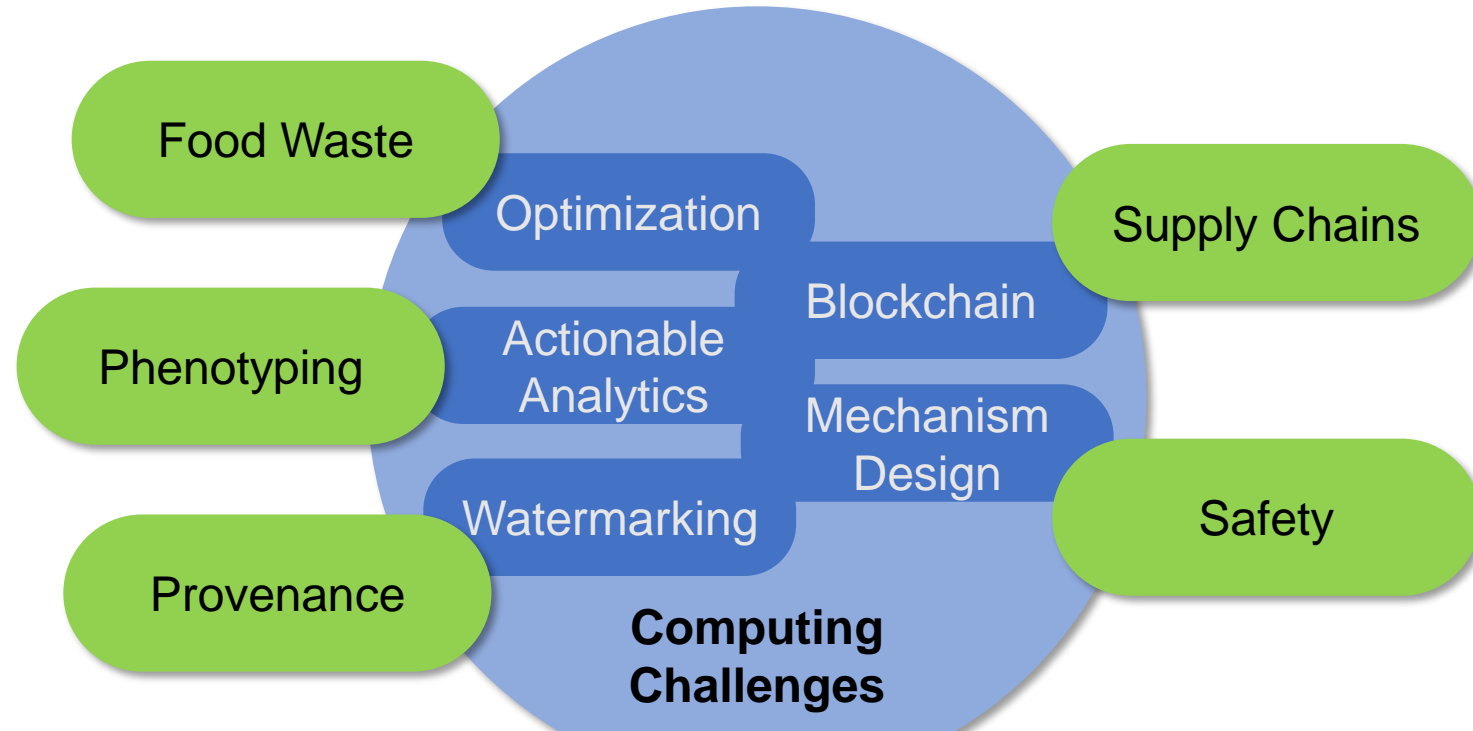 Food Waste
Optimization
Supply Chains
Blockchain
Phenotyping
Actionable
Analytics
Mechanism
Design
Watermarking
Safety
Provenance
Computing
Challenges